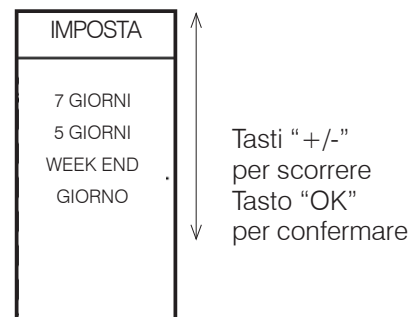 IMPOSTA
7 GIORNI
5 GIORNI
WEEK END
GIORNO
Tasti “+/-”
per scorrere
Tasto “OK”
per confermare